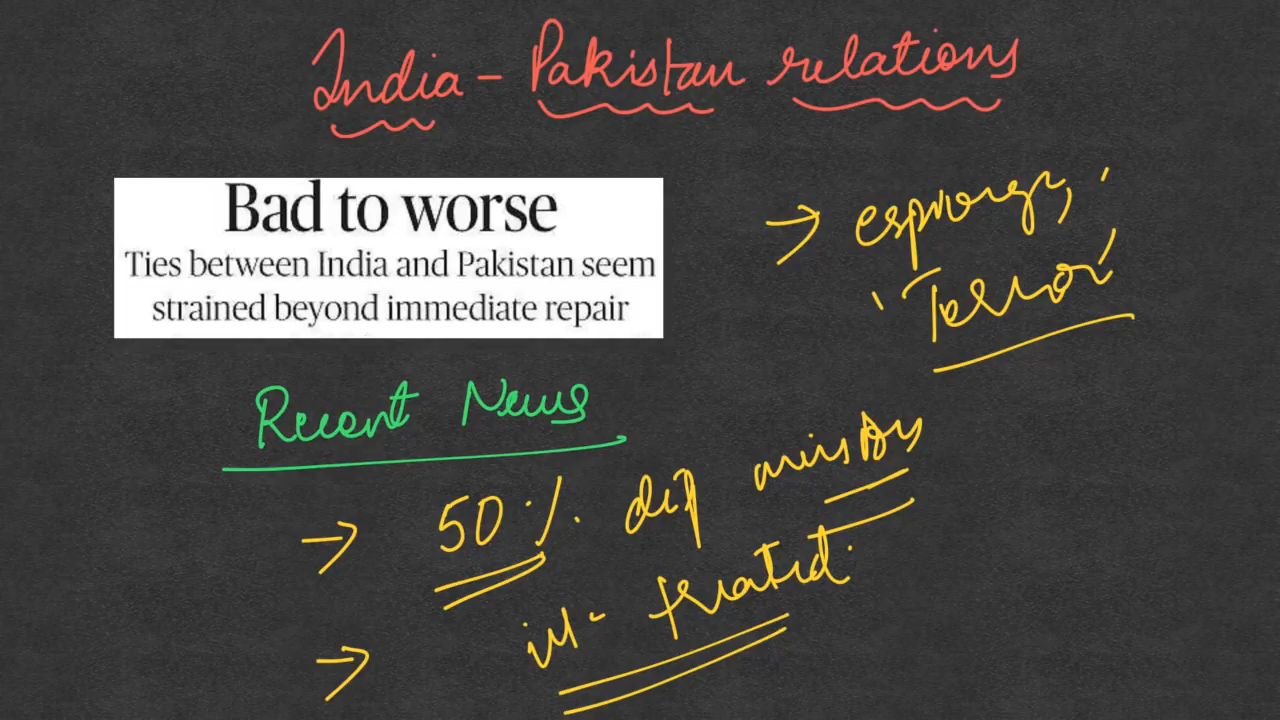 India - Pakistan relations
Bad to worse
Ties between India and Pakistan seem
strained beyond immediate repair
→ espionage,
'Terror'
Recent News
→ 50% dip
→ ill-treated.